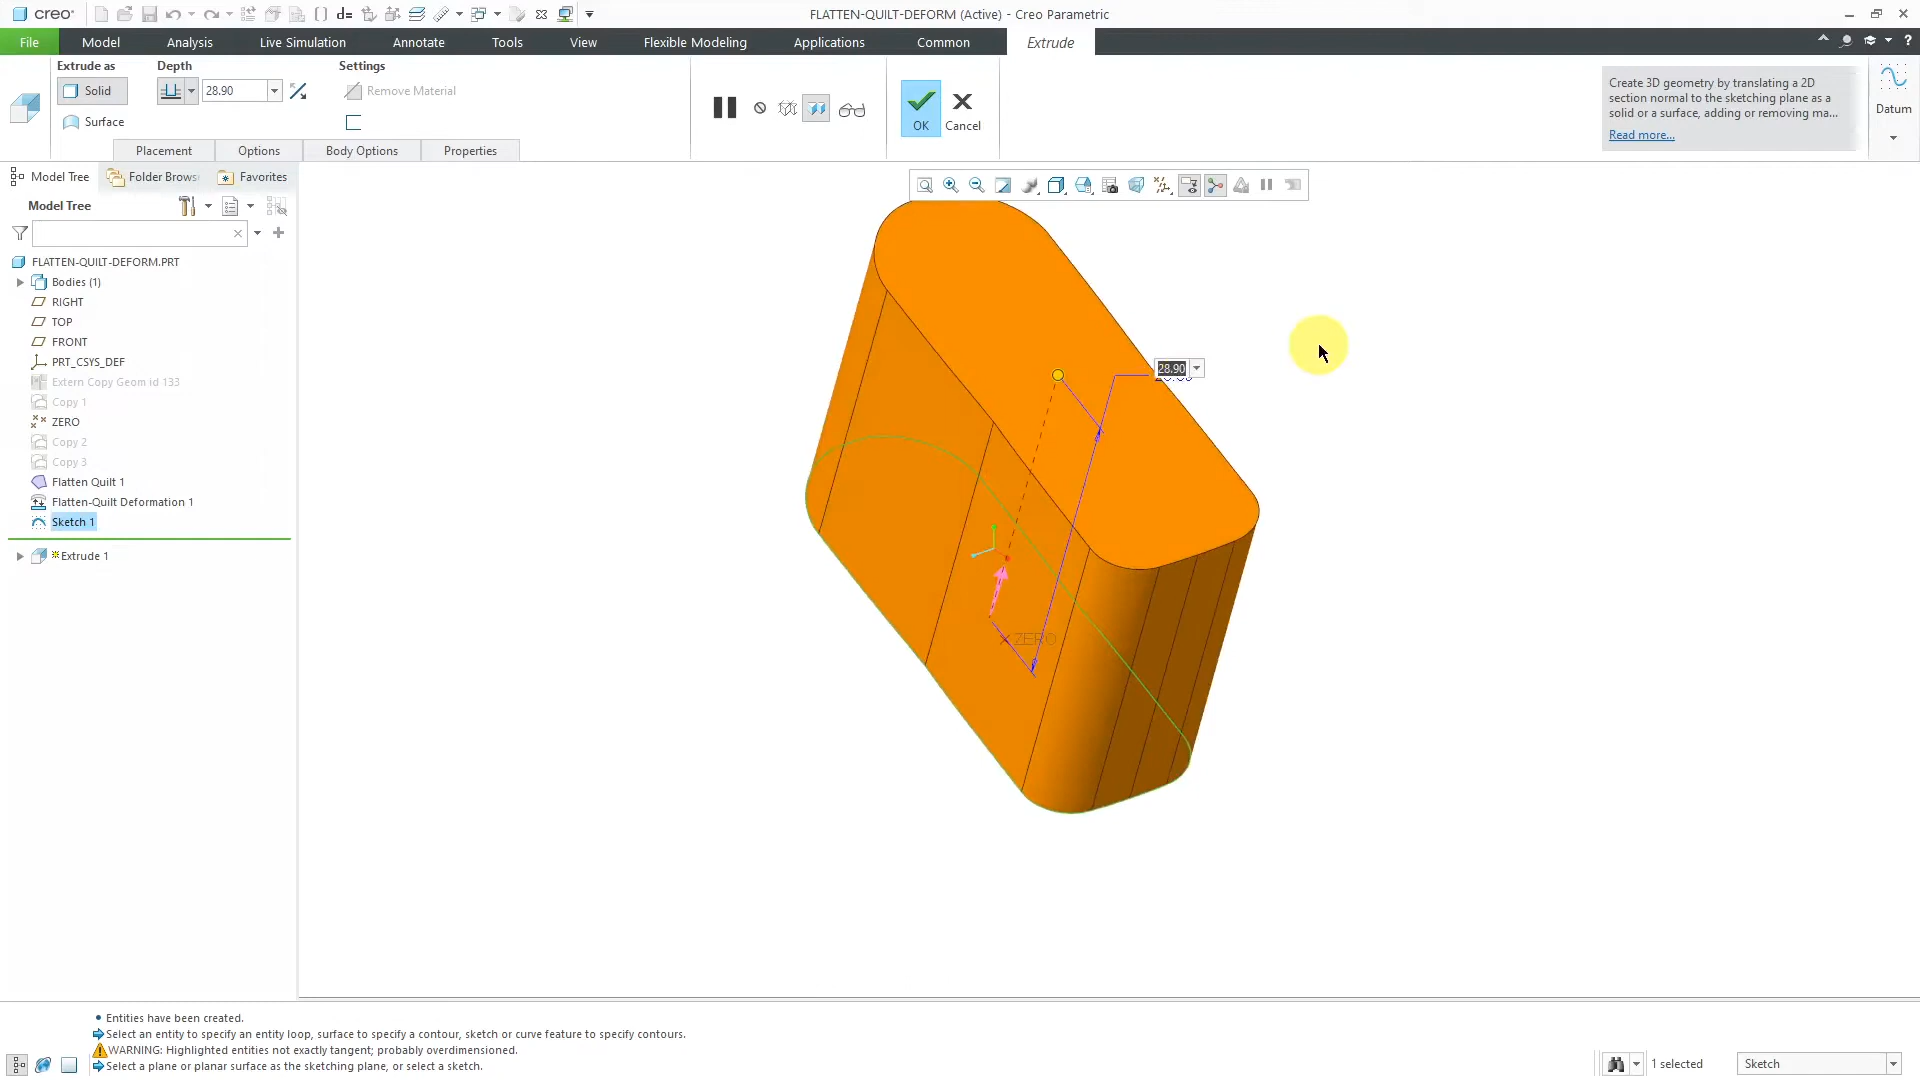 creo
d=
FLATTEN-QUILT-DEFORM (Active) - Creo Parametric
File
Model
Analysis
Live Simulation
Annotate
Tools
View
Flexible Modeling
Applications
Common
Extrude
?
Extrude as
Depth
Settings
Solid
28.90
Remove Material
Surface
OK
Cancel
Placement
Options
Body Options
Properties
Create 3D geometry by translating a 2D
section normal to the sketching plane as a
solid or a surface, adding or removing ma...
Read more...
Datum
Model Tree
Folder Brows
Favorites
Model Tree
FLATTEN-QUILT-DEFORM.PRT
Bodies (1)
RIGHT
TOP
FRONT
PRT_CSYS_DEF
Extern Copy Geom id 133
Copy 1
ZERO
Copy 2
Copy 3
Flatten Quilt 1
Flatten-Quilt Deformation 1
Sketch 1
Extrude 1
28.90
ZERO
Entities have been created.
Select an entity to specify an entity loop, surface to specify a contour, sketch or curve feature to specify contours.
WARNING: Highlighted entities not exactly tangent; probably overdimensioned.
Select a plane or planar surface as the sketching plane, or select a sketch.
1 selected
Sketch